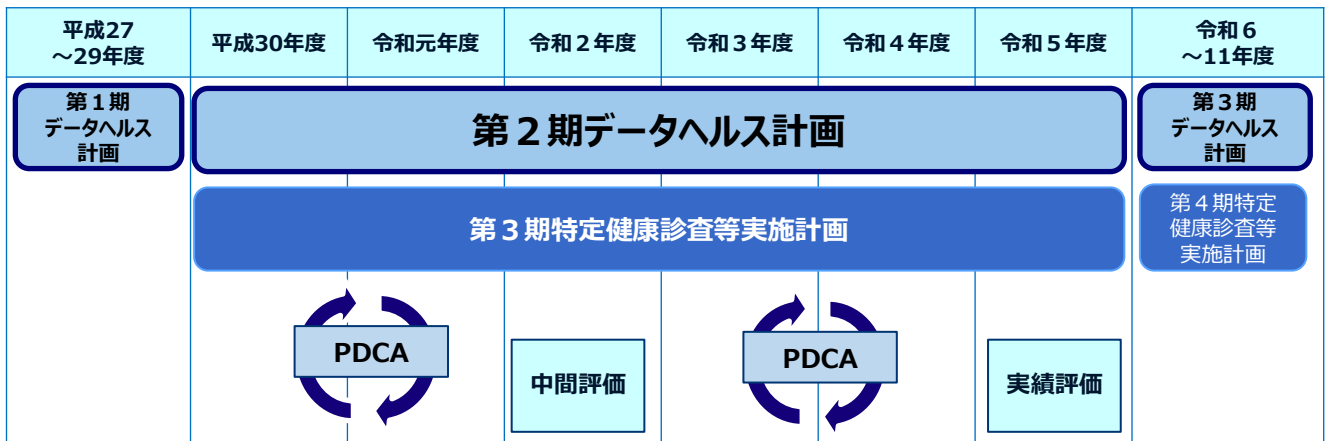 平成27
～29年度
平成30年度
令和元年度
令和２年度
令和３年度
令和４年度
令和５年度
令和６
～11年度
第１期
データヘルス
計画
第２期データヘルス計画
第３期
データヘルス
計画
第３期特定健康診査等実施計画
第４期特定
健康診査等
実施計画
PDCA
中間評価
PDCA
実績評価